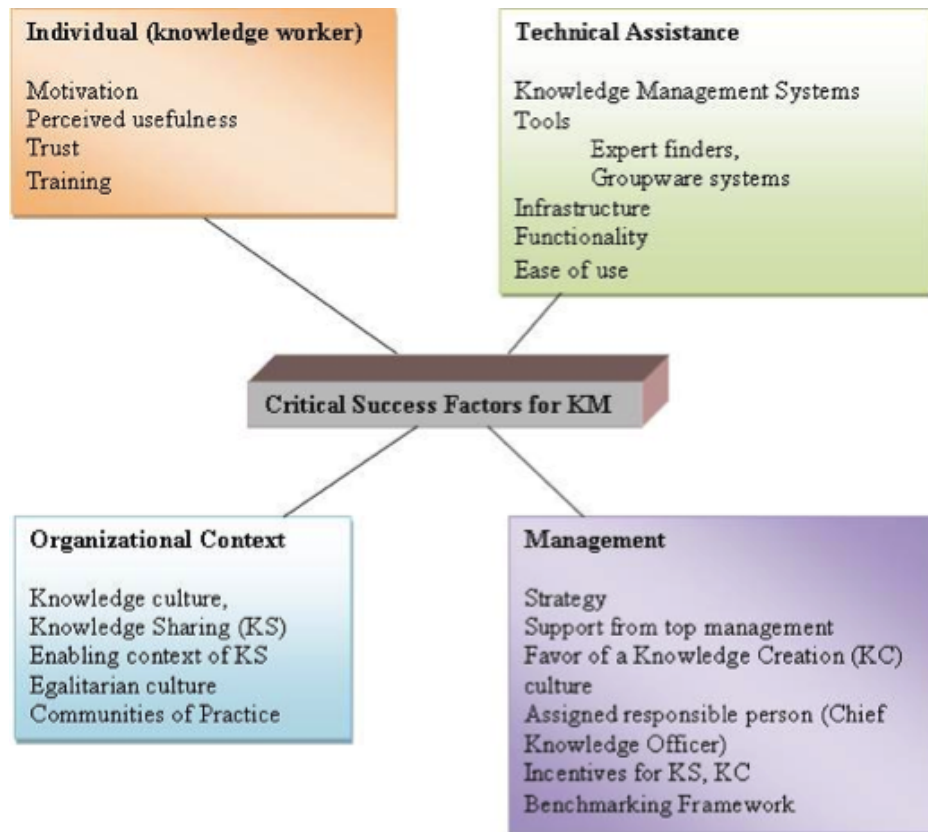 Individual (knowledge worker)
Motivation
Perceived usefulness
Trust
Training
Technical Assistance
Knowledge Management Systems
Tools
Expert finders,
Groupware systems
Infrastructure
Functionality
Ease of use
Critical Success Factors for KM
Organizational Context
Knowledge culture,
Knowledge Sharing (KS)
Enabling context of KS
Egalitarian culture
Communities of Practice
Management
Strategy
Support from top management
Favor of a Knowledge Creation (KC)
culture
Assigned responsible person (Chief
Knowledge Officer)
Incentives for KS, KC
Benchmarking Framework